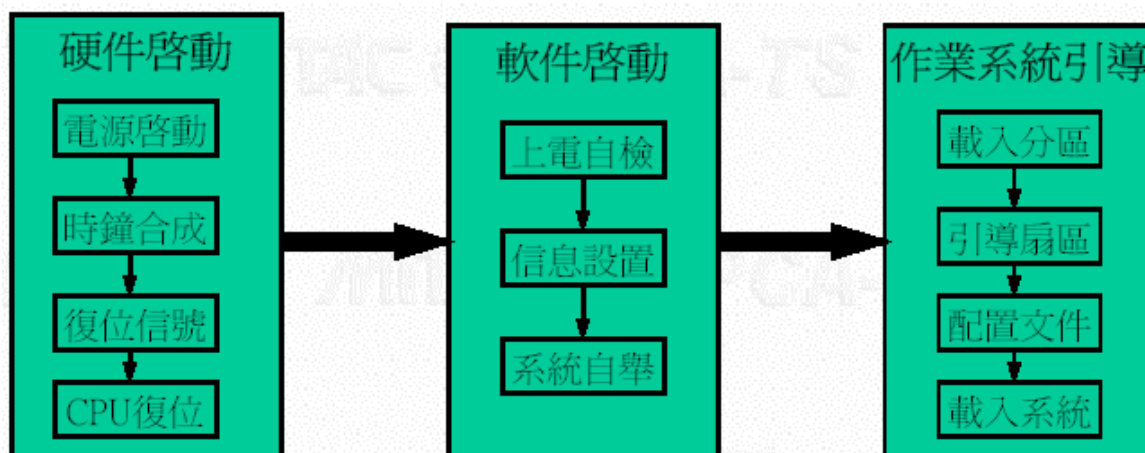 硬件啓動
電源啓動
時鐘合成
復位信號
CPU復位
軟件啓動
上電自檢
信息設置
系統自舉
作業系統引導
載入分區
引導扇區
配置文件
載入系統